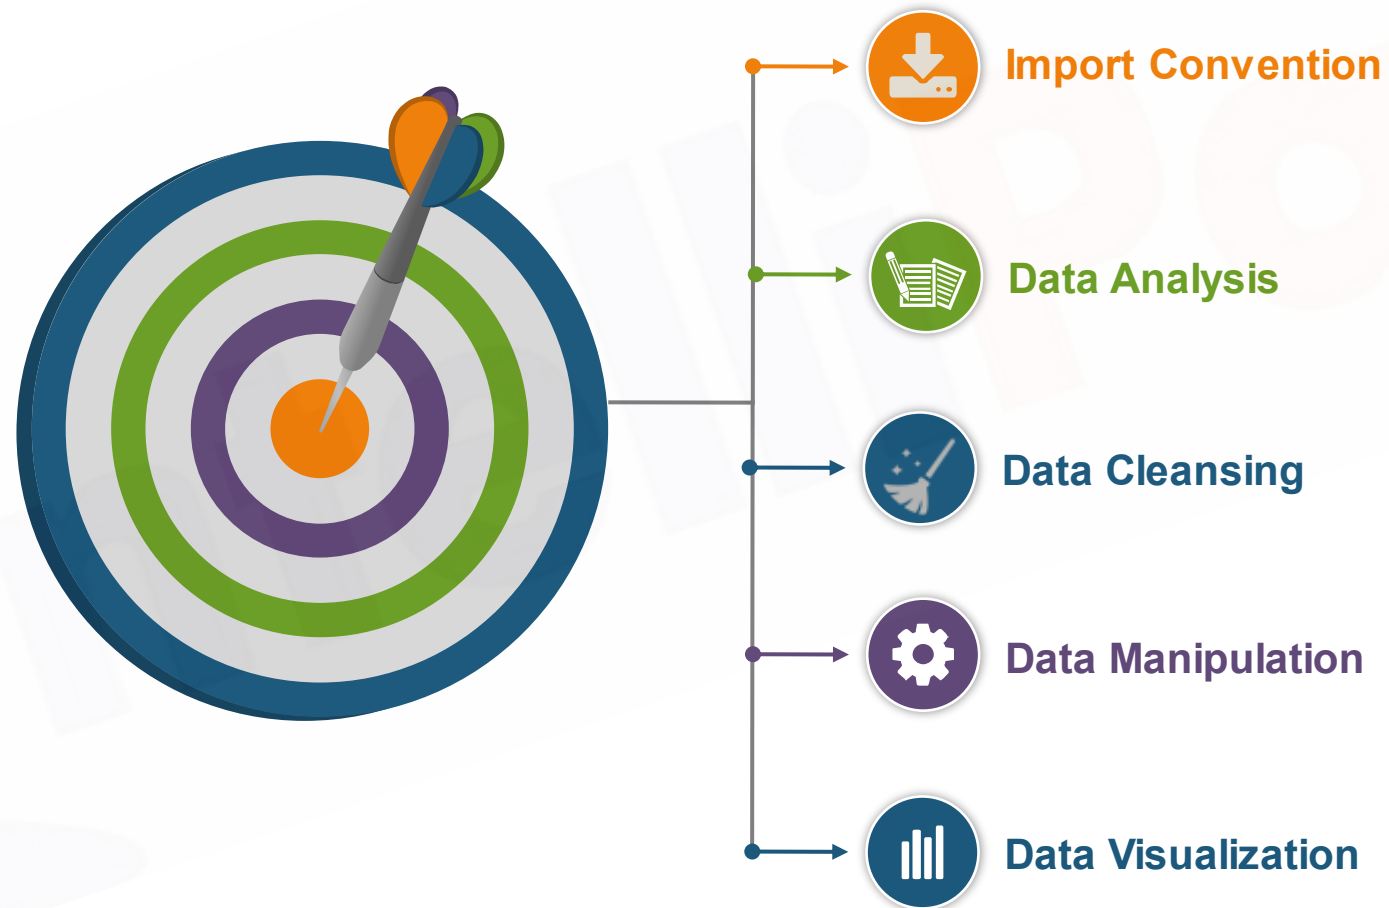 Import Convention
Data Analysis
Data Cleansing
Data Manipulation
Data Visualization